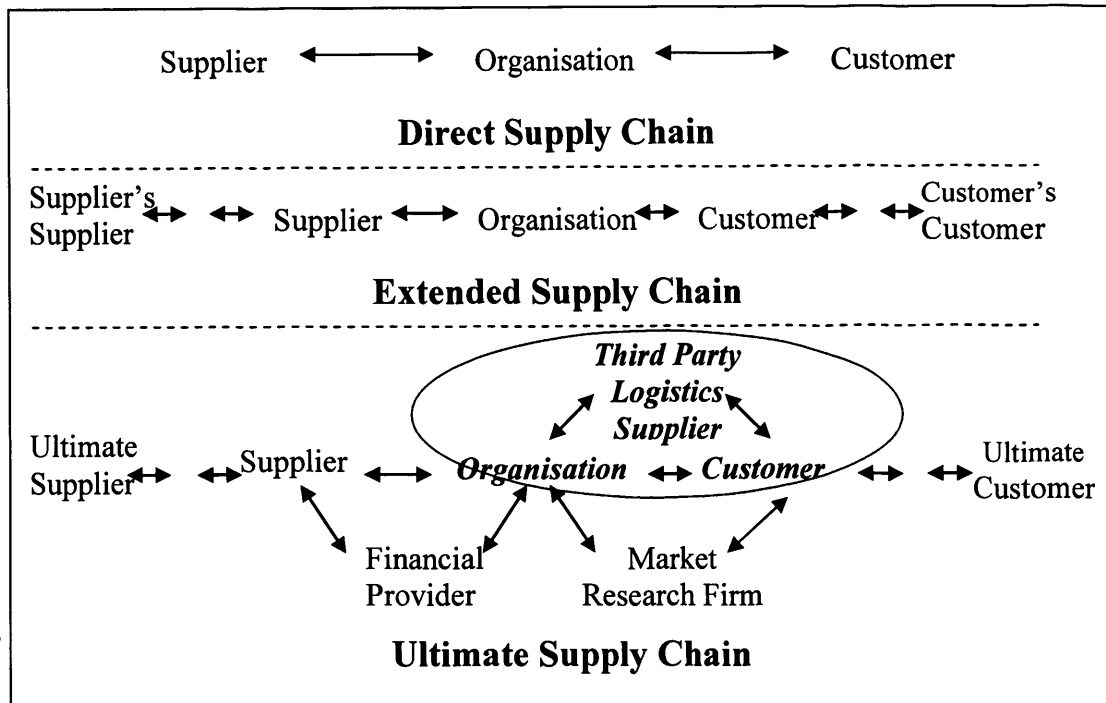 Supplier Organisation Customer
Direct Supply Chain
Supplier's
Supplier Supplier Organisation Customer Customer's
Customer
Extended Supply Chain
Third Party
Logistics
Supplier
Ultimate
Supplier Supplier Organisation Customer Ultimate
Customer
Financial
Provider
Market
Research Firm
Ultimate Supply Chain